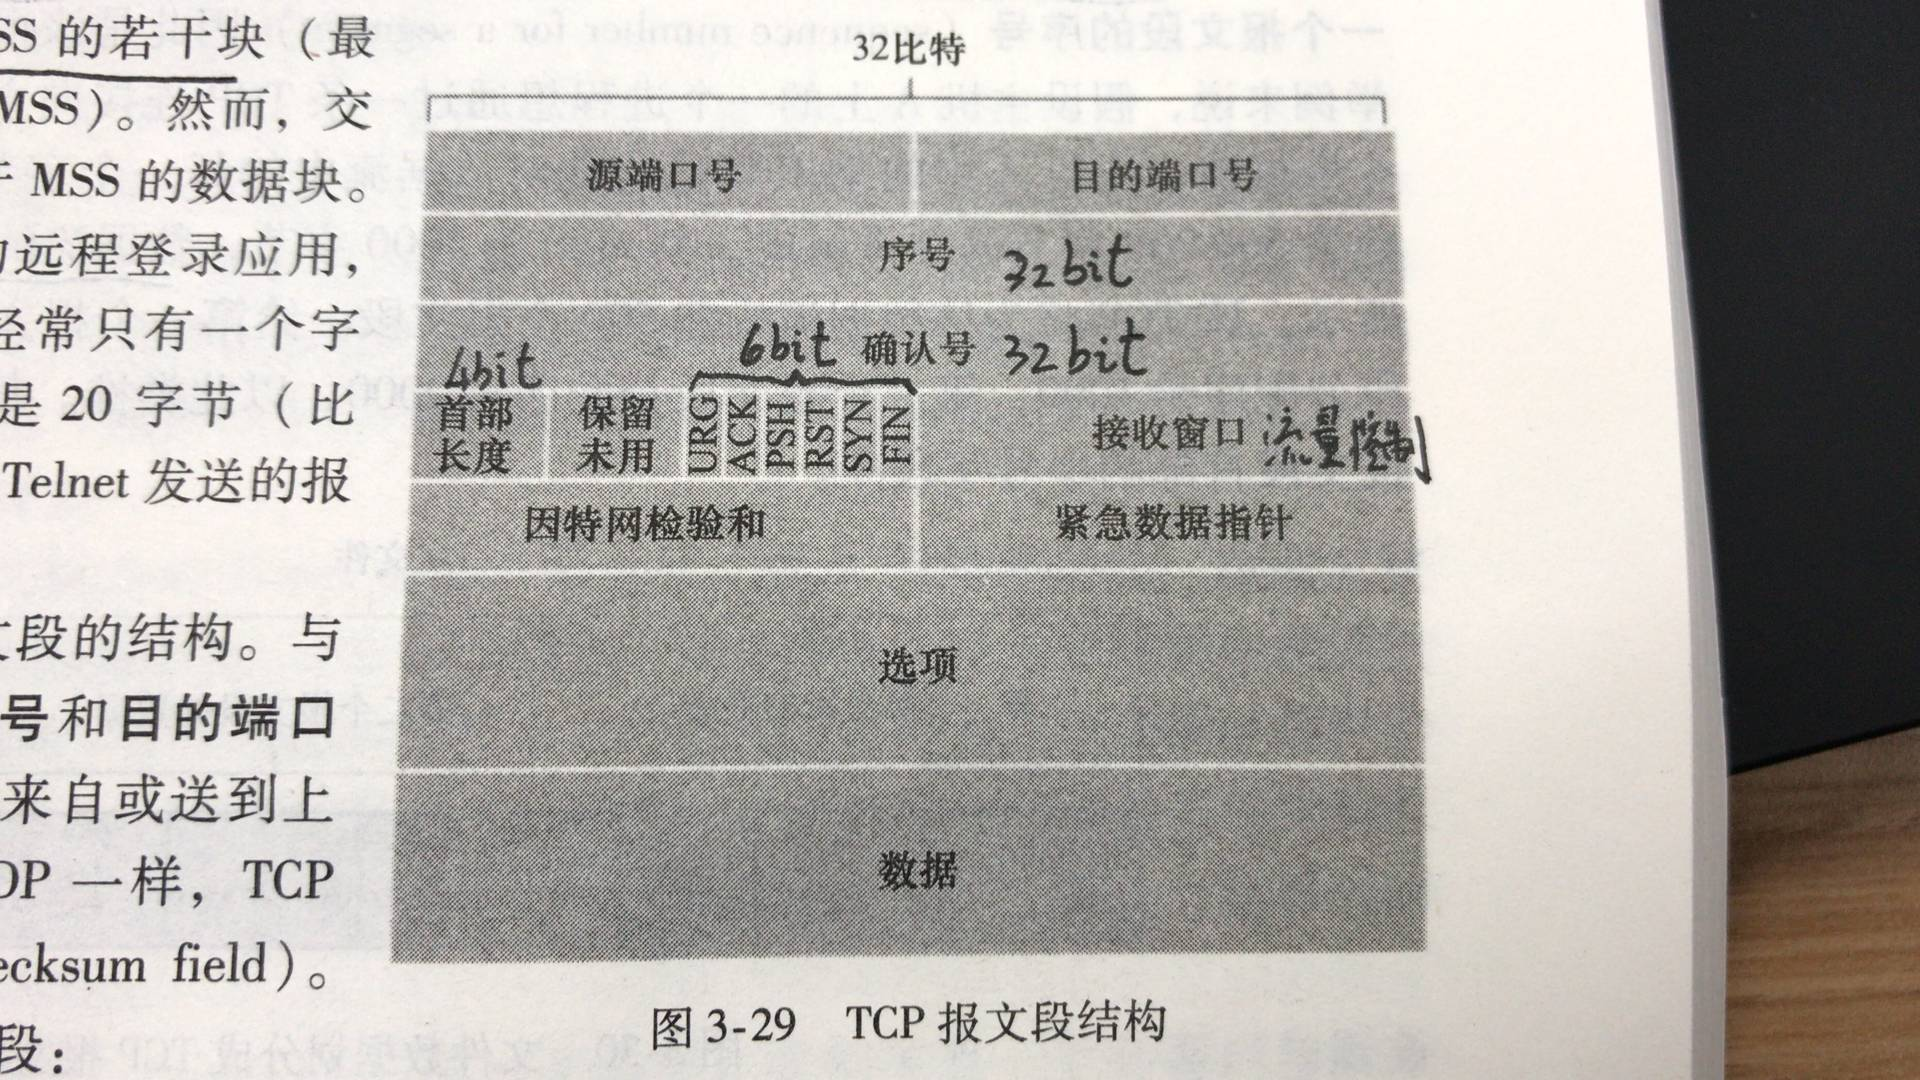 SS 的若干块（最
MSS)。然而，交
于 MSS 的数据块。
远程登录应用，
经常只有一个字
是 20 字节（比
Telnet 发送的报
文段的结构。与
号和目的端口
来自或送到上
DP 一样，TCP
ecksum field)。
段：
32比特
源端口号 目的端口号
序号 32bit
6bit 确认号 32bit
4bit
首部长度 保留未用 URG ACK PSH RST SYN FIN 接收窗口 流量控制
因特网检验和 紧急数据指针
选项
数据
图 3-29 TCP 报文段结构